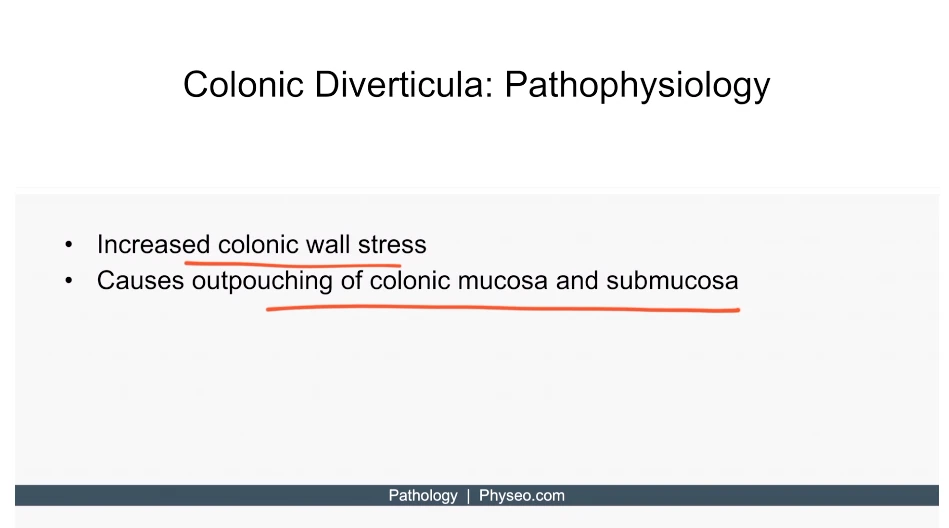 Colonic Diverticula: Pathophysiology
• Increased colonic wall stress
• Causes outpouching of colonic mucosa and submucosa
Pathology | Physeo.com